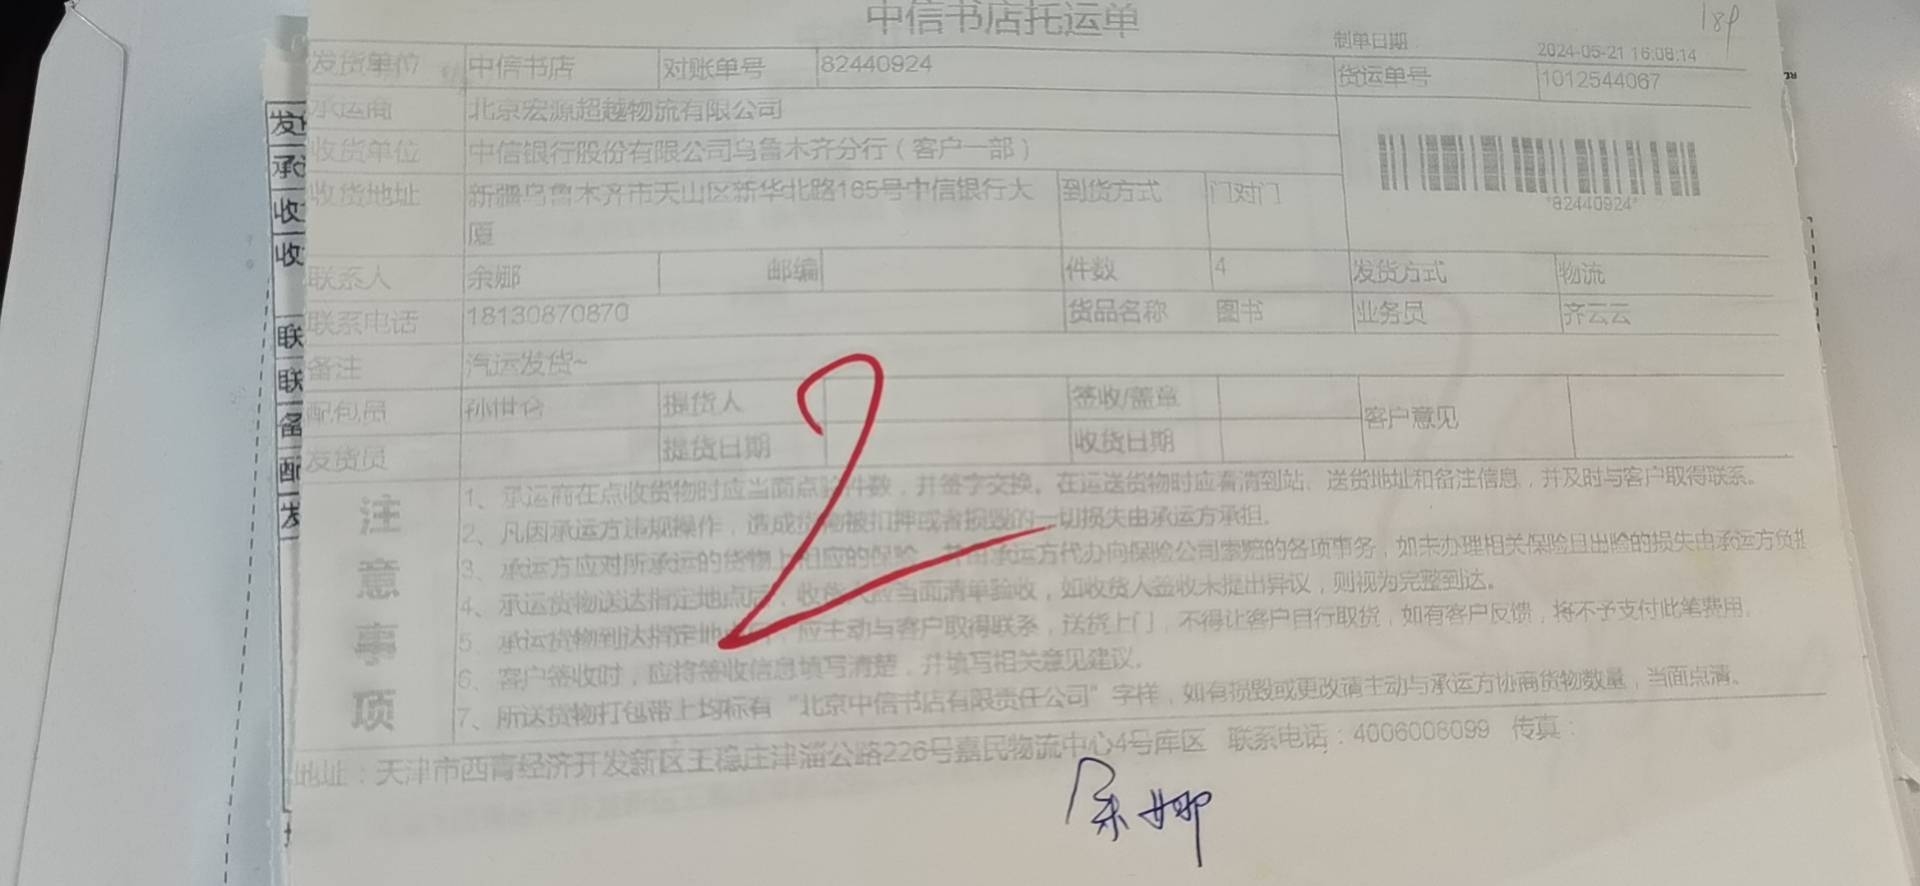 中信书店托运单
18P
制单日期 2024-05-21 16:08:14
发货单位 中信书店 对账单号 82440924 货运单号 1012544067
承运商 北京宏源超越物流有限公司
收货单位 中信银行股份有限公司乌鲁木齐分行（客户一部）
收货地址 新疆乌鲁木齐市天山区新华北路165号中信银行大厦 到货方式 门对门
*82440924*
联系人 余娜 邮编 件数 4 发货方式 物流
联系电话 18130870870 货品名称 图书 业务员 齐云云
备注 汽运发货~
配包员 孙世合 提货人 签收/盖章 客户意见
发货员 提货日期 收货日期
2
注意事项
1、承运商在点收货物时应当面点验件数，并签字交换。在运送货物时应看清到站、送货地址和备注信息，并及时与客户取得联系。
2、凡因承运方违规操作，造成货物被扣押或者损毁的一切损失由承运方承担。
3、承运方应对所承运的货物上相应的保险，并由承运方代办向保险公司索赔的各项事务，如未办理相关保险且出险的损失由承运方负担
4、承运货物送达指定地点后，收货人应当面清单验收，如收货人签收未提出异议，则视为完整到达。
5、承运货物到达指定地点时，应主动与客户取得联系，送货上门，不得让客户自行取货，如有客户反馈，将不予支付此笔费用。
6、客户签收时，应将签收信息填写清楚，并填写相关意见建议。
7、所送货物打包带上均标有“北京中信书店有限责任公司”字样，如有损毁或更改请主动与承运方协商货物数量，当面点清。
地址：天津市西青经济开发新区王稳庄津淄公路226号嘉民物流中心4号库区 联系电话：4006008099 传真：
余娜